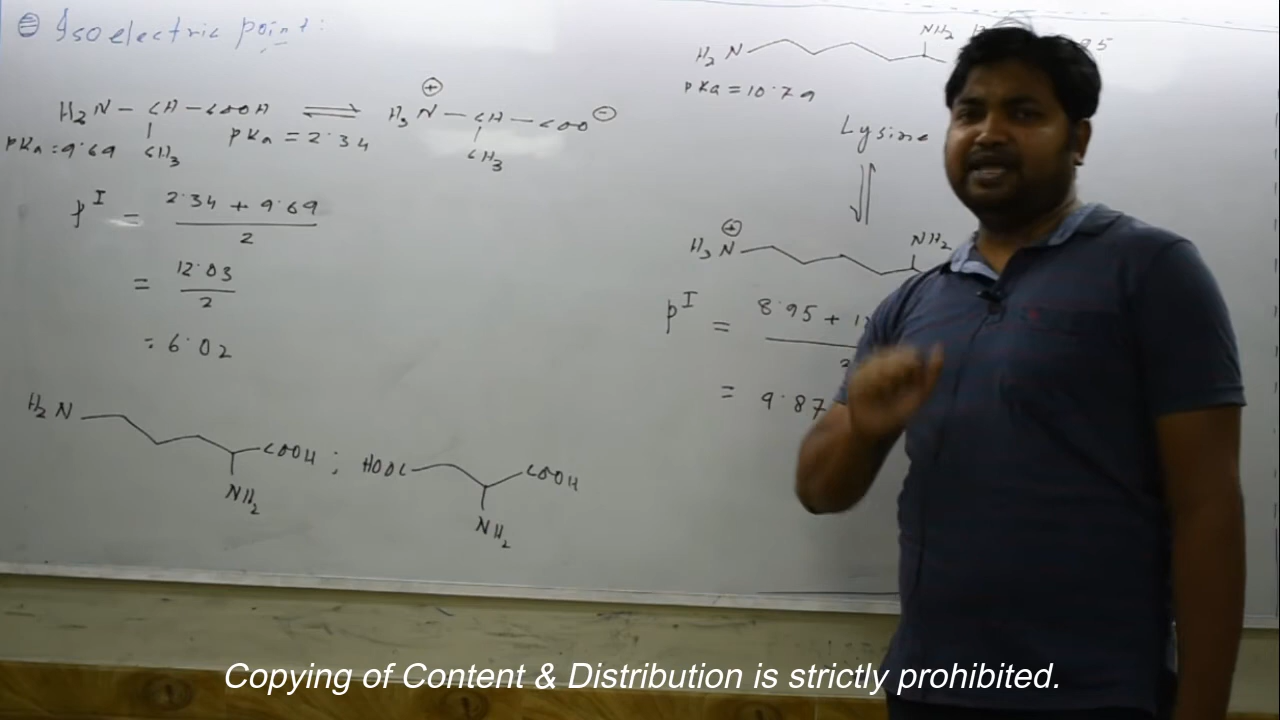 Isoelectric point:
H2N - CH - COOH ⇌ H3N⊕ - CH - COO⊖
pKa = 9.69 CH3 pKa = 2.34 CH3
pI = 2.34 + 9.69 / 2
= 12.03 / 2
= 6.02
H2N COOH ; HOOC COOH
NH2 NH2
H2N NH2 95
pKa = 10.79
Lysine
H3N⊕ NH2
pI = 8.95 +
= 9.87
Copying of Content & Distribution is strictly prohibited.